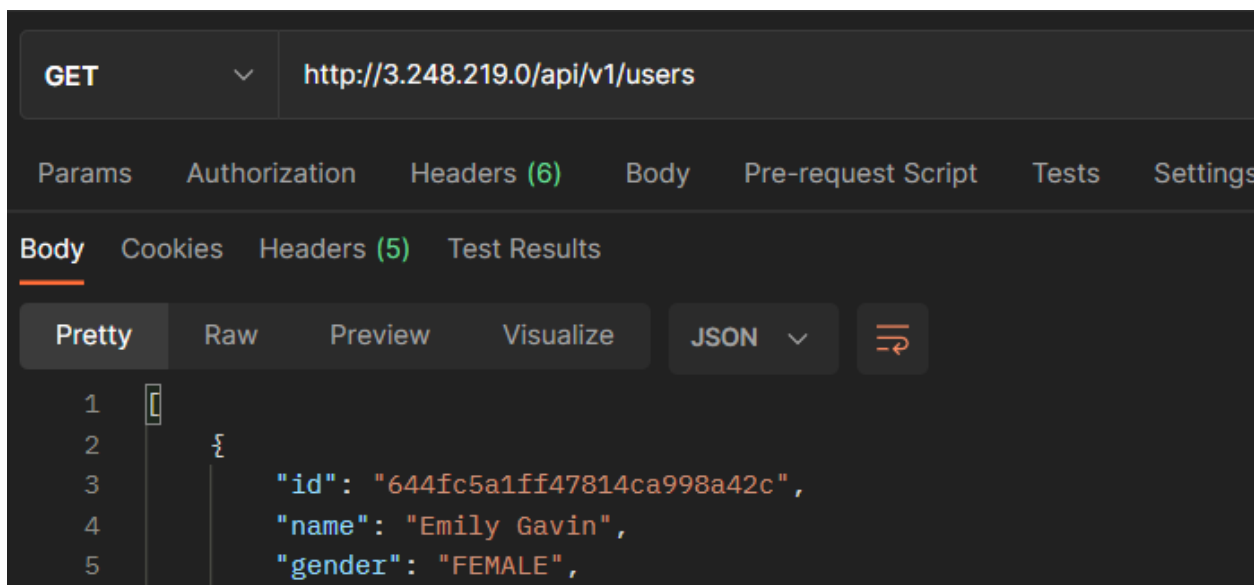 GET http://3.248.219.0/api/v1/users
Params Authorization Headers (6) Body Pre-request Script Tests Settings
Body Cookies Headers (5) Test Results
Pretty Raw Preview Visualize JSON
1 [
2 {
3 "id": "644fc5a1ff47814ca998a42c",
4 "name": "Emily Gavin",
5 "gender": "FEMALE",